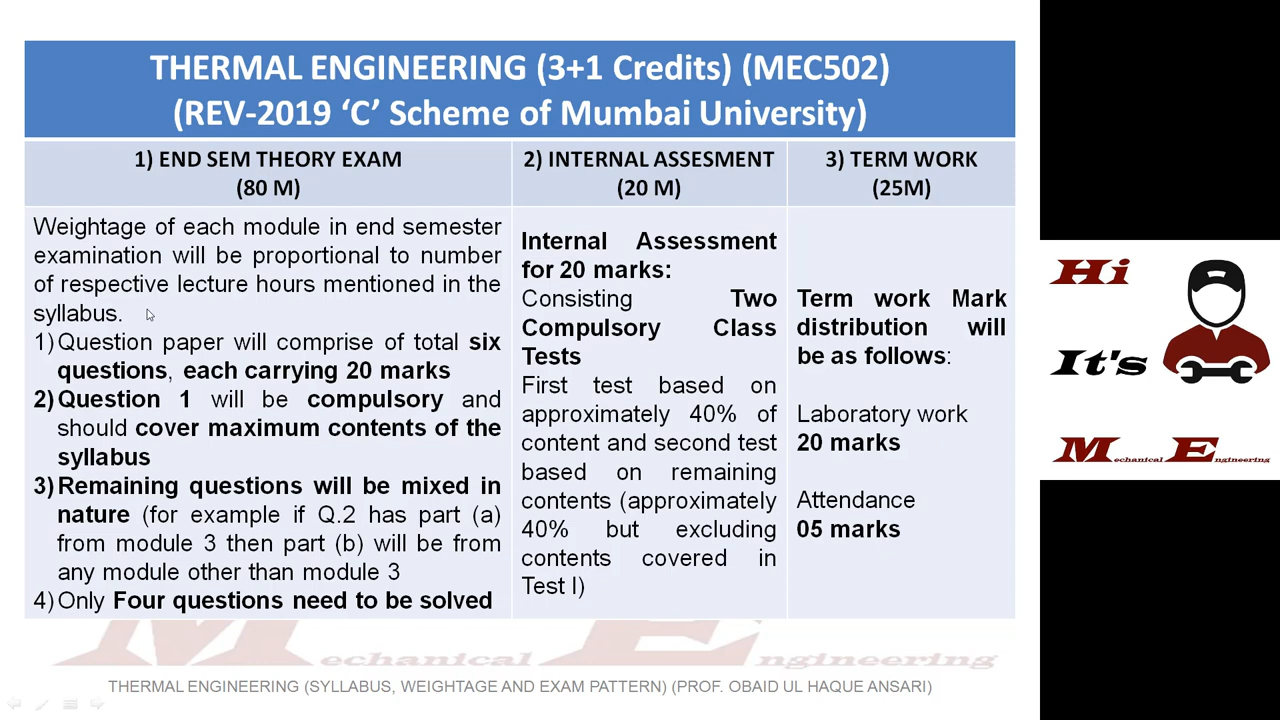 THERMAL ENGINEERING (3+1 Credits) (MEC502)
(REV-2019 ‘C’ Scheme of Mumbai University)
1) END SEM THEORY EXAM
(80 M)
Weightage of each module in end semester
examination will be proportional to number
of respective lecture hours mentioned in the
syllabus.
1) Question paper will comprise of total six
questions, each carrying 20 marks
2) Question 1 will be compulsory and
should cover maximum contents of the
syllabus
3) Remaining questions will be mixed in
nature (for example if Q.2 has part (a)
from module 3 then part (b) will be from
any module other than module 3
4) Only Four questions need to be solved
2) INTERNAL ASSESMENT
(20 M)
Internal Assessment
for 20 marks:
Consisting Two
Compulsory Class
Tests
First test based on
approximately 40% of
content and second test
based on remaining
contents (approximately
40% but excluding
contents covered in
Test I)
3) TERM WORK
(25M)
Term work Mark
distribution will
be as follows:
Laboratory work
20 marks
Attendance
05 marks
Mechanical Engineering
THERMAL ENGINEERING (SYLLABUS, WEIGHTAGE AND EXAM PATTERN) (PROF. OBAID UL HAQUE ANSARI)
Hi
It's
Mechanical Engineering